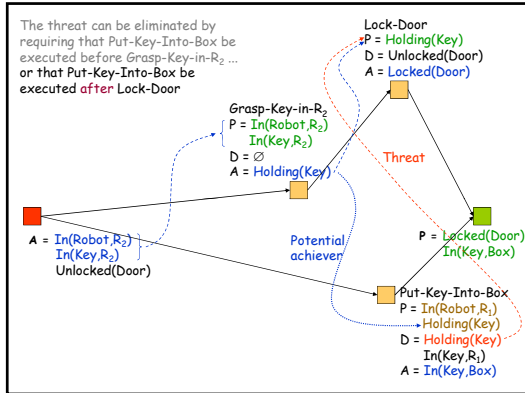 The threat can be eliminated by
requiring that Put-Key-Into-Box be
executed before Grasp-Key-in-R₂ ...
or that Put-Key-Into-Box be
executed after Lock-Door
Lock-Door
P = Holding(Key)
D = Unlocked(Door)
A = Locked(Door)
Grasp-Key-in-R₂
P = In(Robot,R₂)
In(Key,R₂)
D = ∅
A = Holding(Key)
Threat
A = In(Robot,R₂)
In(Key,R₂)
Unlocked(Door)
Potential
achiever
P = Locked(Door)
In(Key,Box)
Put-Key-Into-Box
P = In(Robot,R₁)
Holding(Key)
D = Holding(Key)
In(Key,R₁)
A = In(Key,Box)